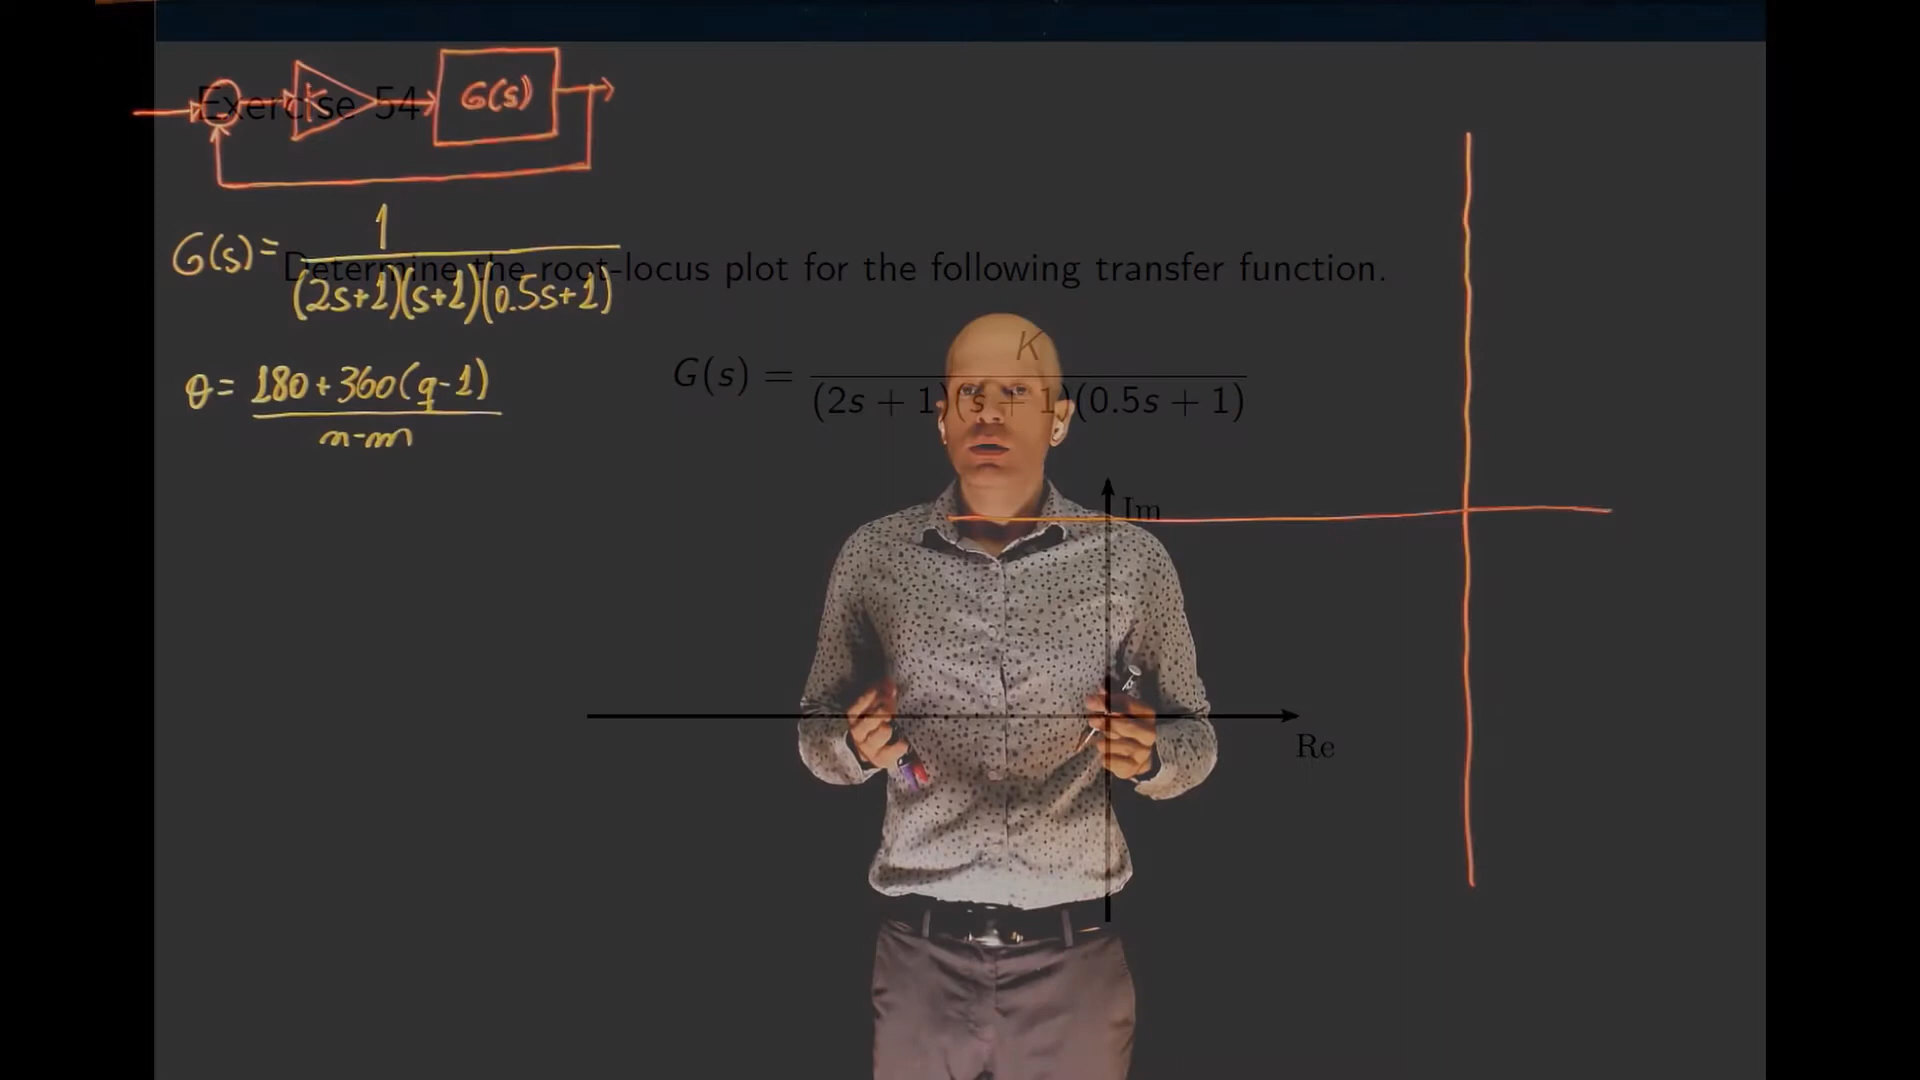 Exercise 54
K
G(s)
G(s) = 1 / (2s+1)(s+1)(0.5s+1)
Determine the root-locus plot for the following transfer function.
G(s) = K / (2s + 1)(s + 1)(0.5s + 1)
θ = 180+360(q-1) / n-m
Im
Re